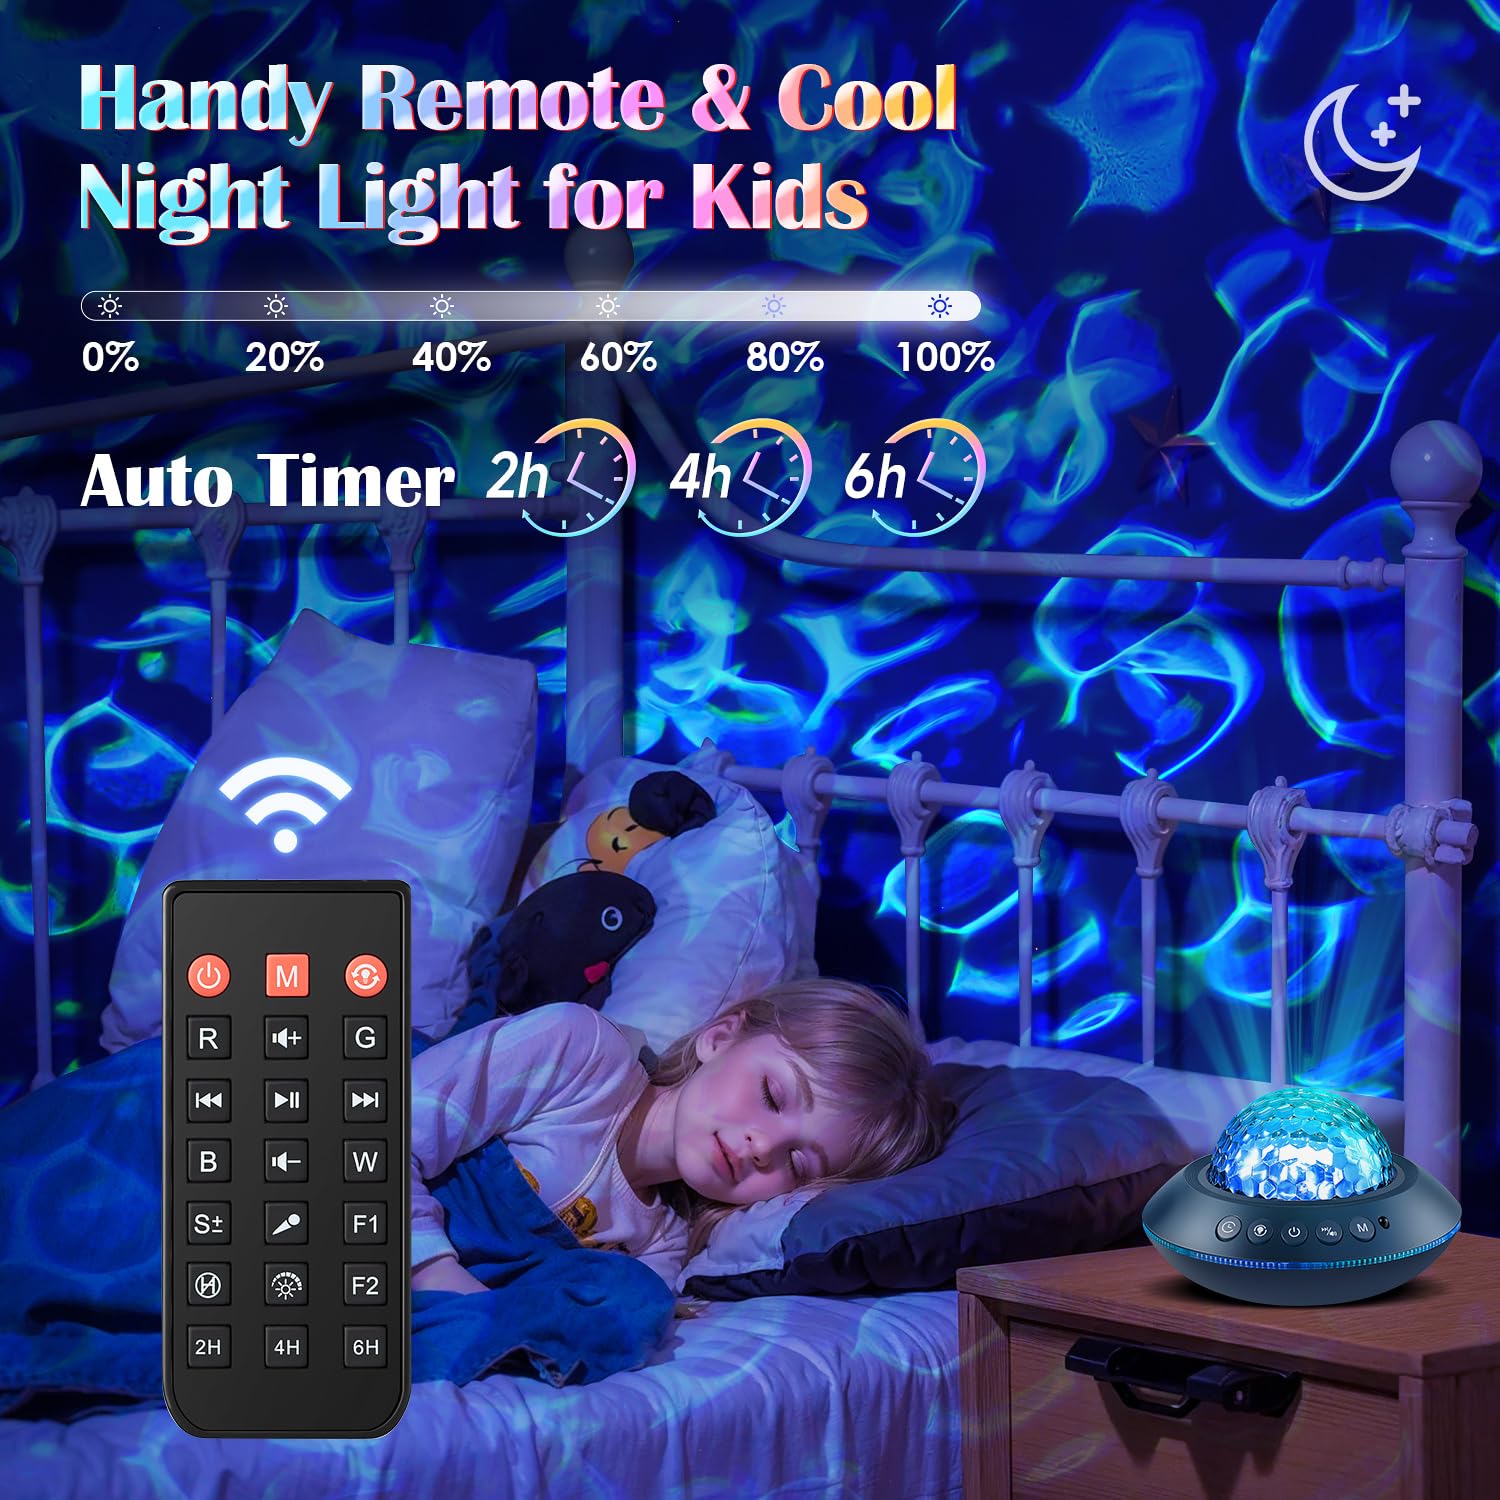 Handy Remote & Cool
Night Light for Kids
0% 20% 40% 60% 80% 100%
Auto Timer 2h 4h 6h
M
R G
B W
S± F1
H F2
2H 4H 6H
M